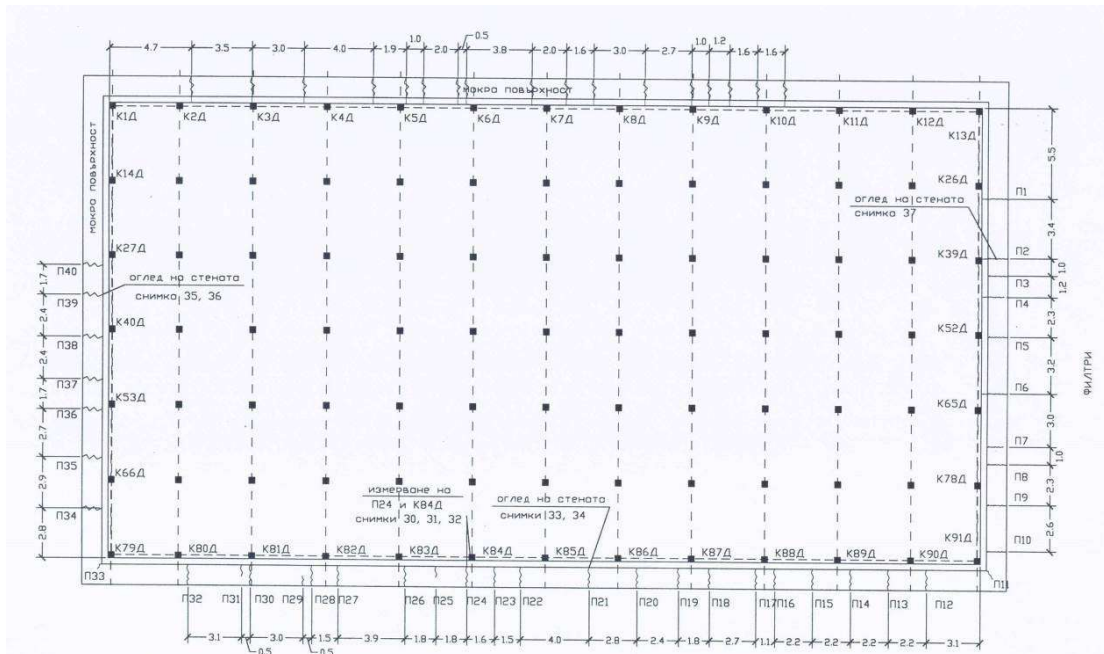 4.7 3.5 3.0 4.0 1.9 1.0 2.0 0.5 3.8 2.0 1.6 3.0 2.7 1.0 1.2 1.6 1.6
мокра повърхност
К1Д К2Д К3Д К4Д К5Д К6Д К7Д К8Д К9Д К10Д К11Д К12Д К13Д
мокра повърхност
К14Д К26Д
оглед на стената
снимка 37
К27Д К39Д
оглед на стената
снимка 35, 36
К40Д К52Д
К53Д К65Д
К66Д К78Д
измерване на
П24 и К84Д
снимки 30, 31, 32
оглед на стената
снимки 33, 34
К79Д К80Д К81Д К82Д К83Д К84Д К85Д К86Д К87Д К88Д К89Д К90Д К91Д
П40
П39
П38
П37
П36
П35
П34
П33
1.7
2.4
2.4
1.7
2.7
2.9
2.8
П1
П2
П3
П4
П5
П6
П7
П8
П9
П10
П11
5.5
3.4
1.0
1.2
2.3
3.2
3.0
1.0
2.3
2.6
филтри
П32 П31 П30 П29 П28 П27 П26 П25 П24 П23 П22 П21 П20 П19 П18 П17 П16 П15 П14 П13 П12
3.1 0.5 3.0 0.5 1.5 3.9 1.8 1.8 1.6 1.5 4.0 2.8 2.4 1.8 2.7 1.1 2.2 2.2 2.2 2.2 3.1